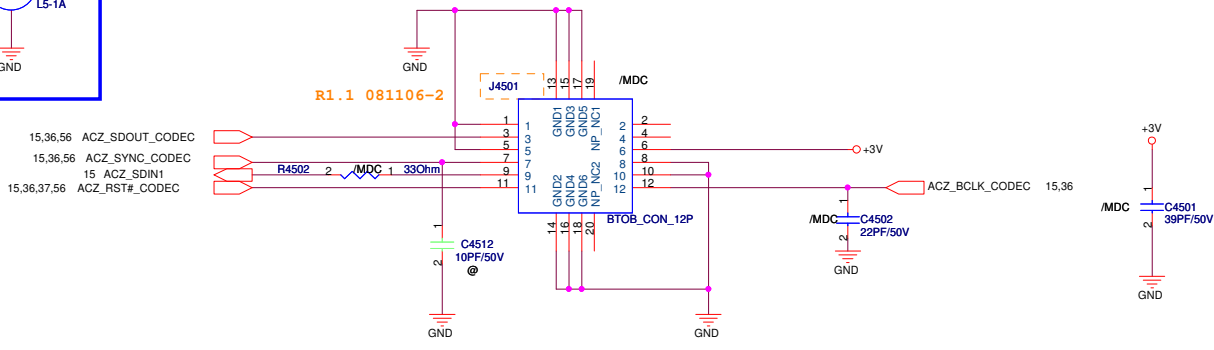 L5-1A
GND
GND
R1.1 081106-2
J4501
/MDC
13 15 17 19
GND1 GND3 GND5 NP_NC1
15,36,56 ACZ_SDOUT_CODEC
15,36,56 ACZ_SYNC_CODEC
15 ACZ_SDIN1
15,36,37,56 ACZ_RST#_CODEC
R4502 2 /MDC 1 33Ohm
1 1
3 3
5 5
7 7
9 9
11 11
2 2
4 4
6 6
8 8
10 10
12 12
GND2 GND4 GND6 NP_NC2
14 16 18 20
BTOB_CON_12P
+3V
ACZ_BCLK_CODEC 15,36
1
/MDC C4502
22PF/50V
2
GND
1
C4512
10PF/50V
2
@
GND
GND
+3V
1
/MDC C4501
39PF/50V
2
GND